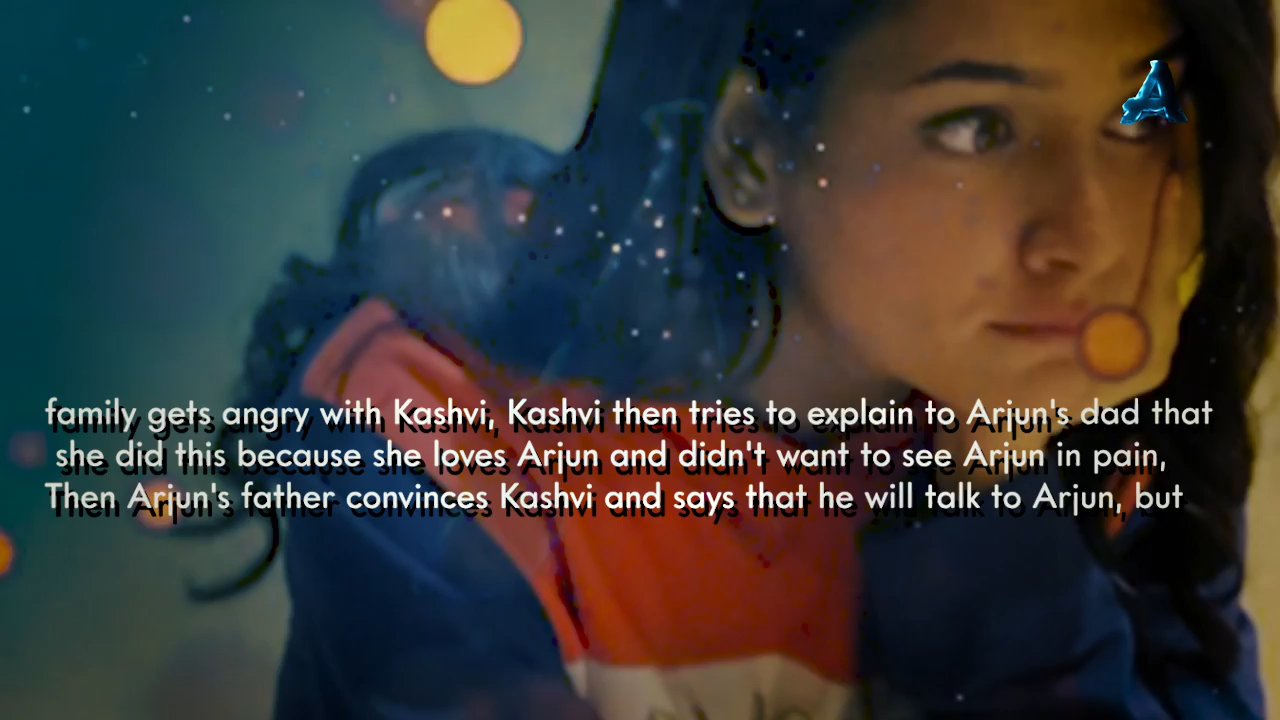 A
family gets angry with Kashvi, Kashvi then tries to explain to Arjun's dad that
she did this because she loves Arjun and didn't want to see Arjun in pain,
Then Arjun's father convinces Kashvi and says that he will talk to Arjun, but